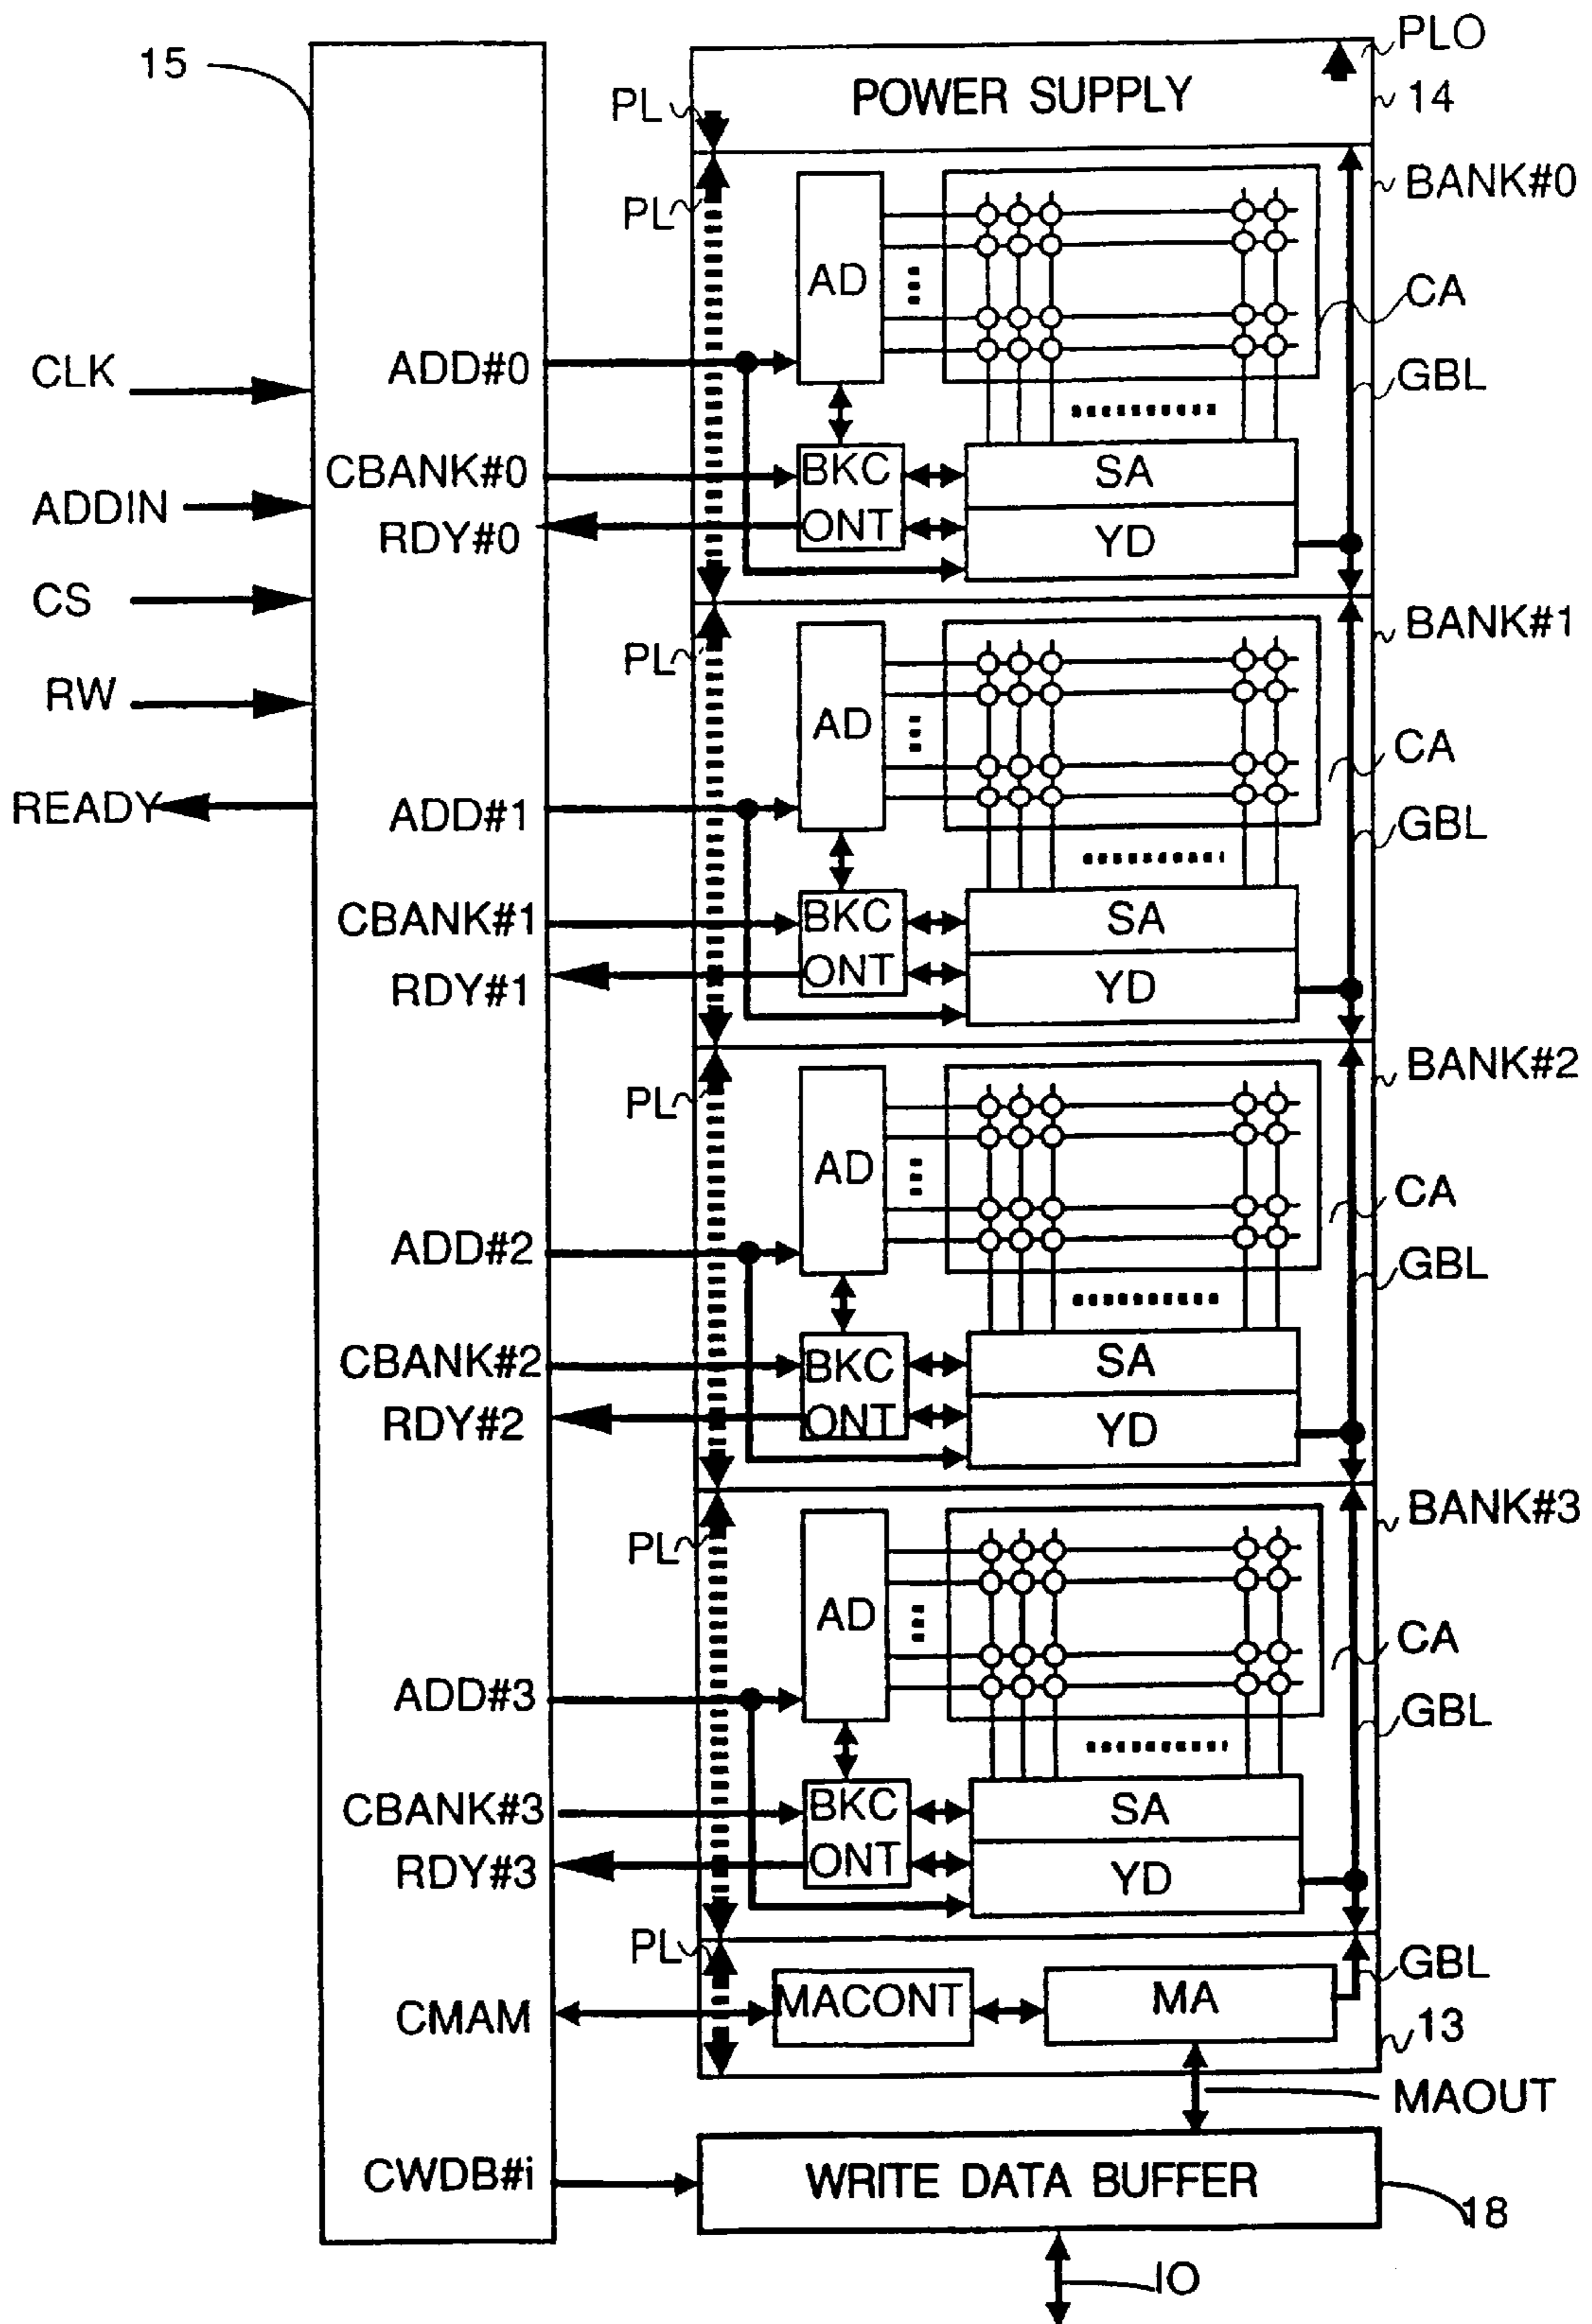 PLO
15
POWER SUPPLY
14
PL
BANK#0
PL
AD
CA
CLK
ADD#0
GBL
CBANK#0
BKC
ONT
SA
ADDIN
RDY#0
YD
CS
BANK#1
PL
RW
AD
CA
READY
ADD#1
GBL
CBANK#1
BKC
ONT
SA
RDY#1
YD
BANK#2
PL
AD
CA
ADD#2
GBL
CBANK#2
BKC
ONT
SA
RDY#2
YD
BANK#3
PL
AD
CA
ADD#3
GBL
CBANK#3
BKC
ONT
SA
RDY#3
YD
PL
GBL
CMAM
MACONT
MA
13
MAOUT
CWDB#i
WRITE DATA BUFFER
18
IO